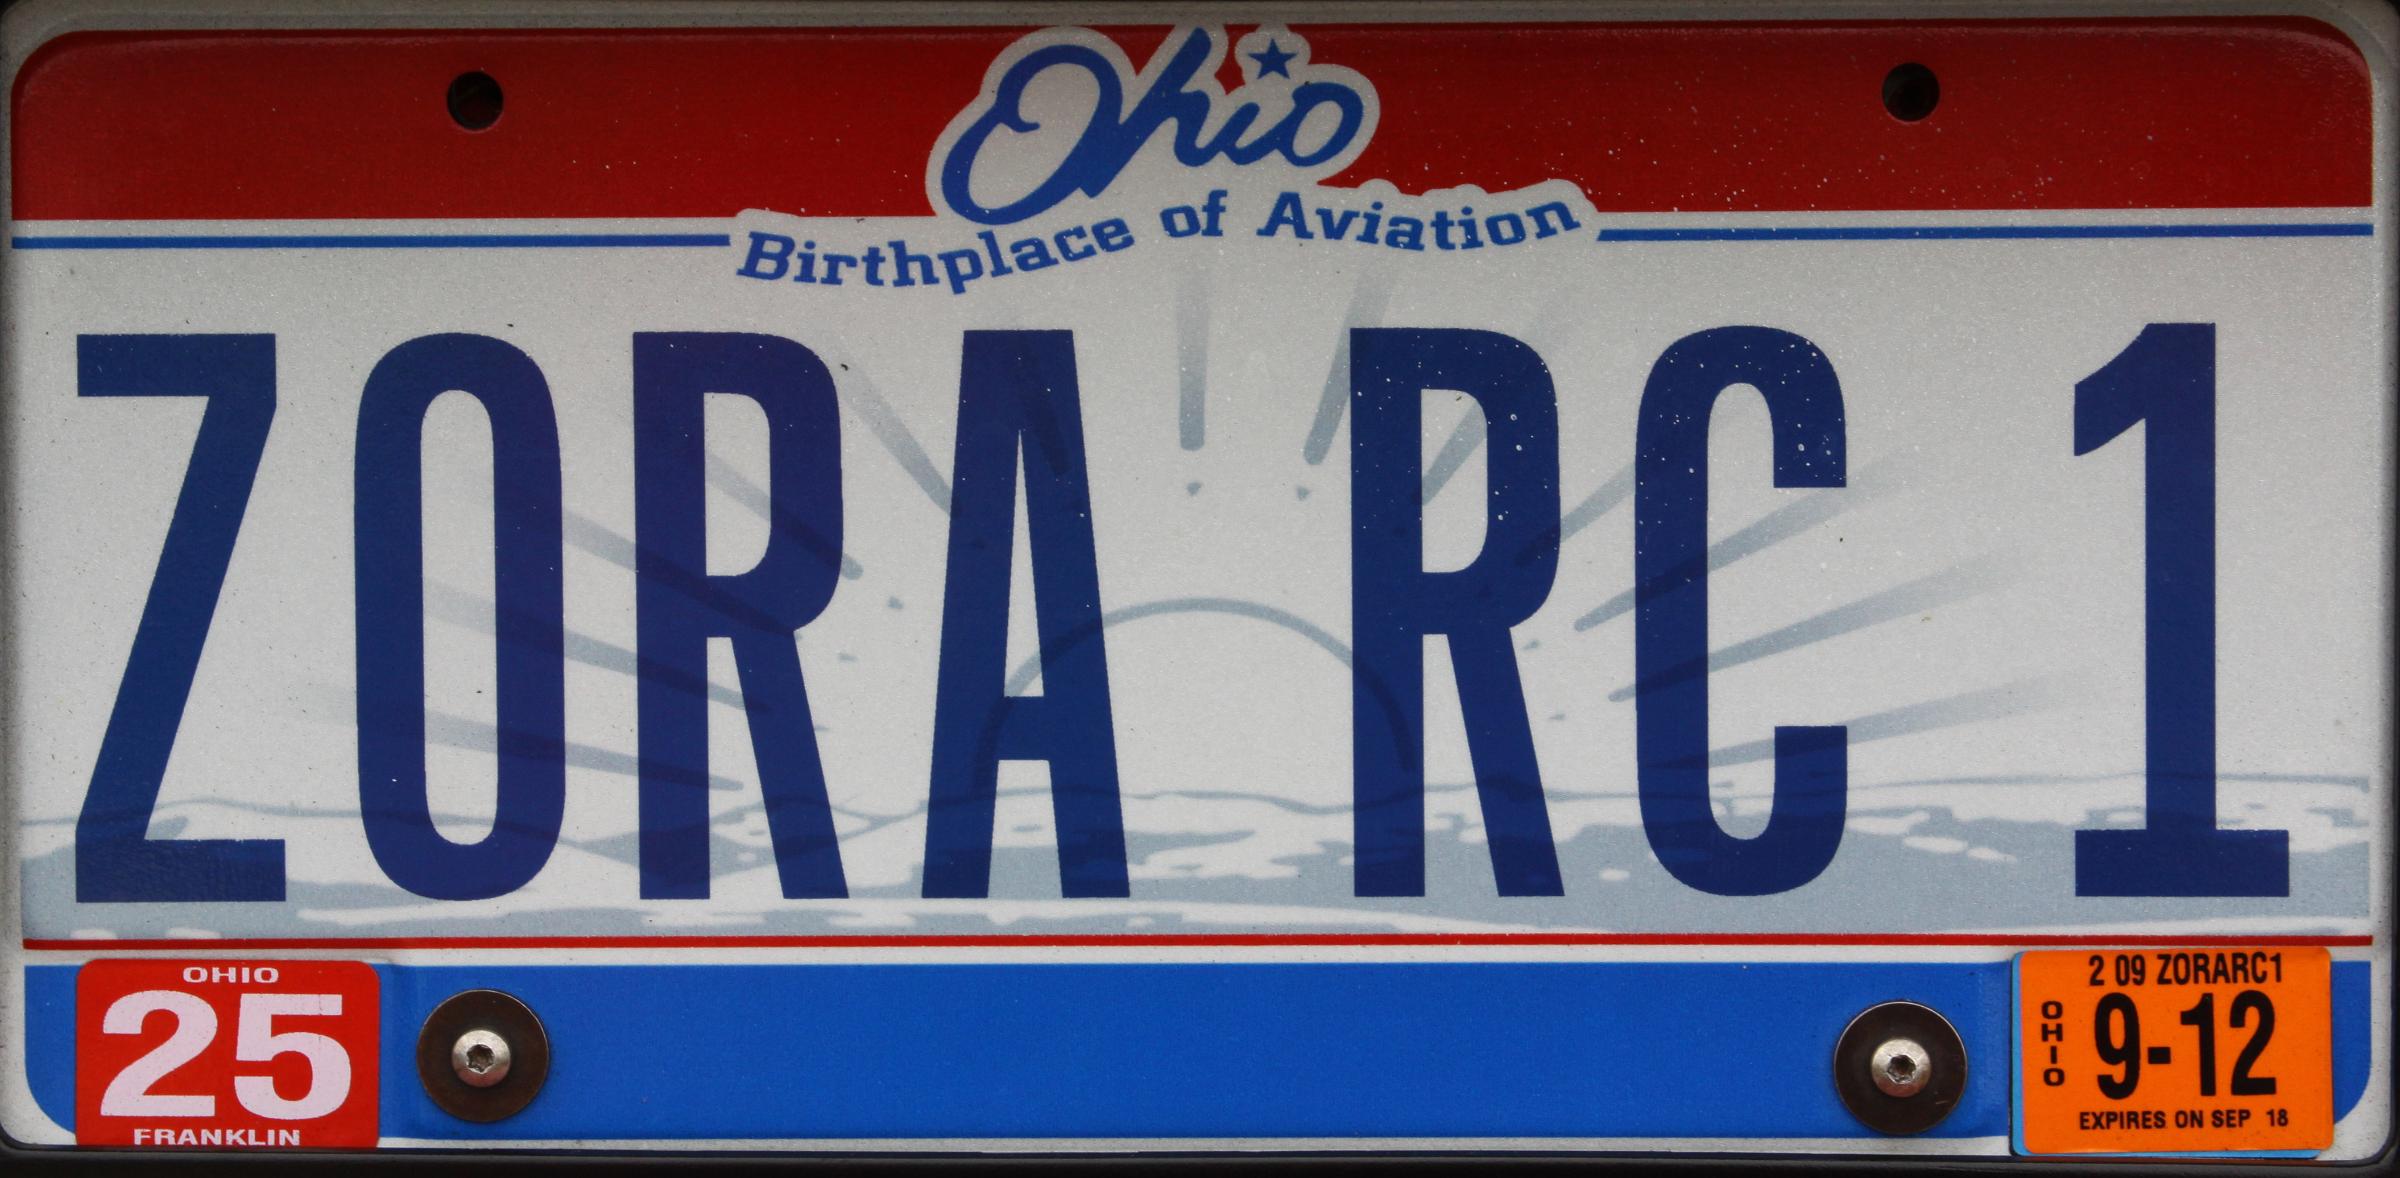 Ohio
Birthplace of Aviation
ZORA RC 1
OHIO
25
FRANKLIN
2 09 ZORARC1
OHIO
9-12
EXPIRES ON SEP 18